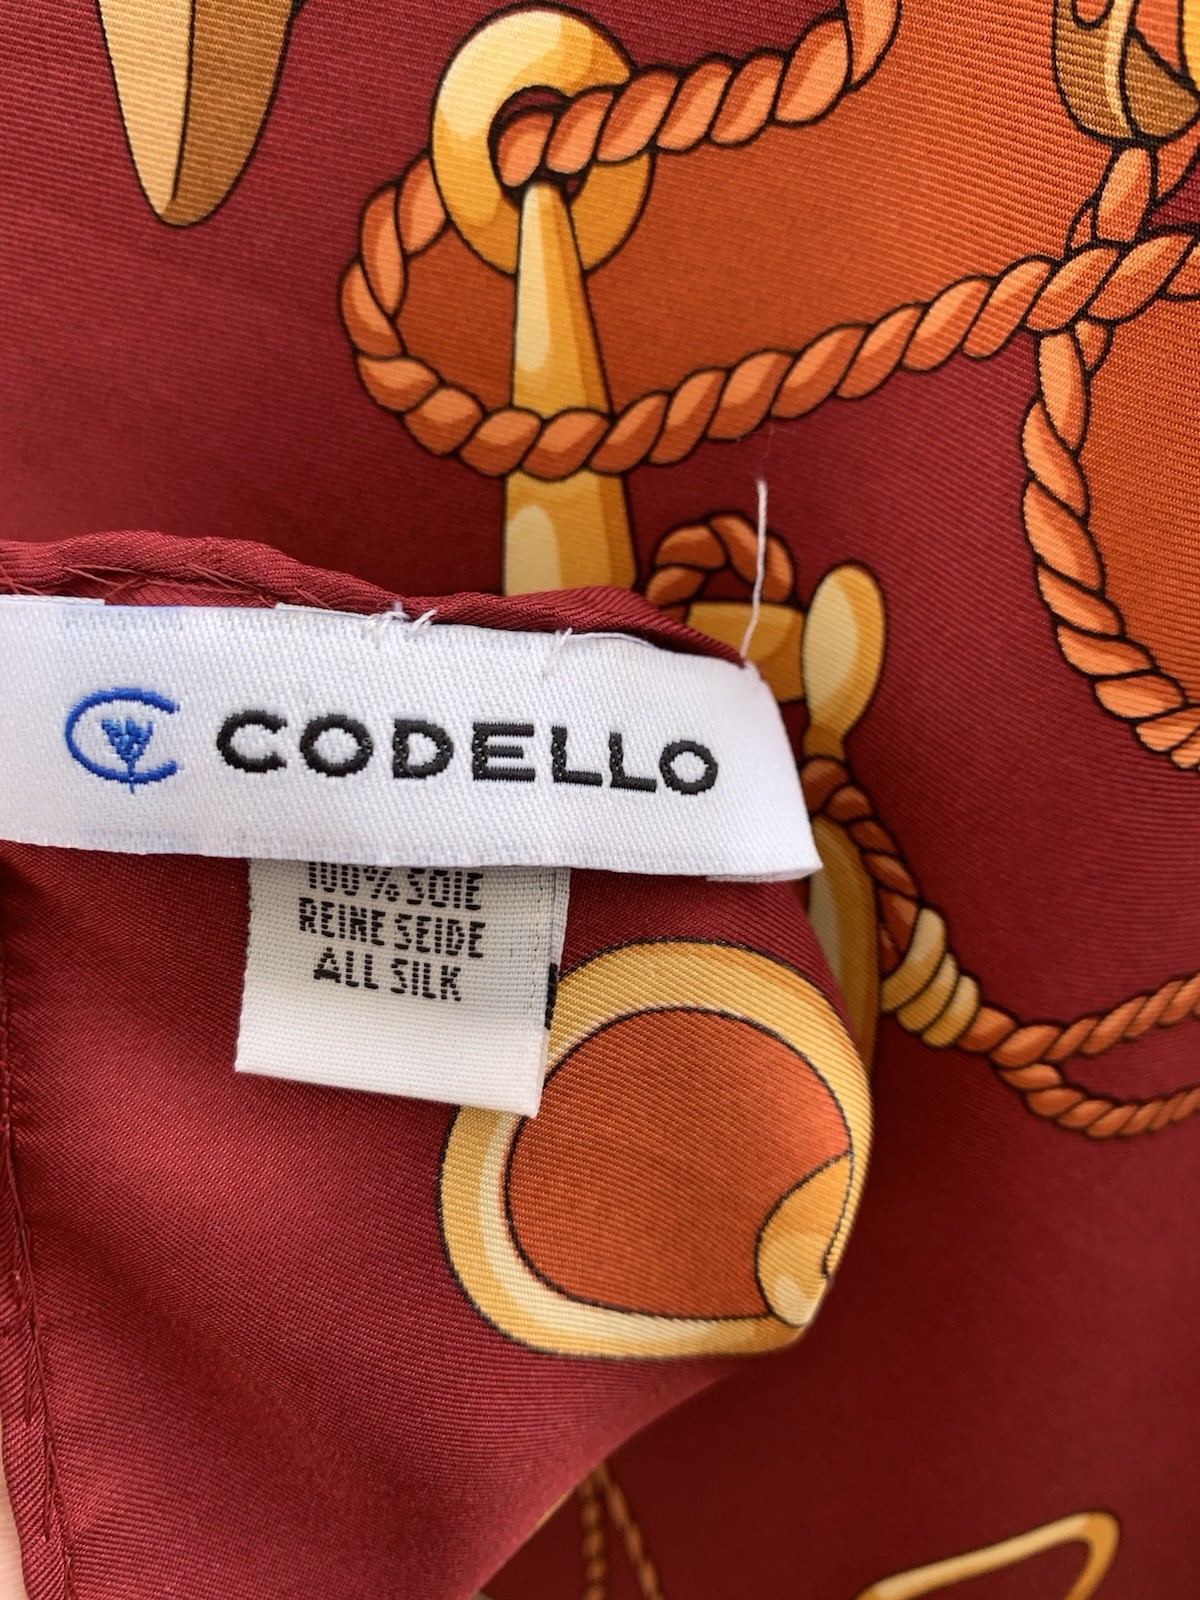 CODELLO
100% SOIE
REINE SEIDE
ALL SILK